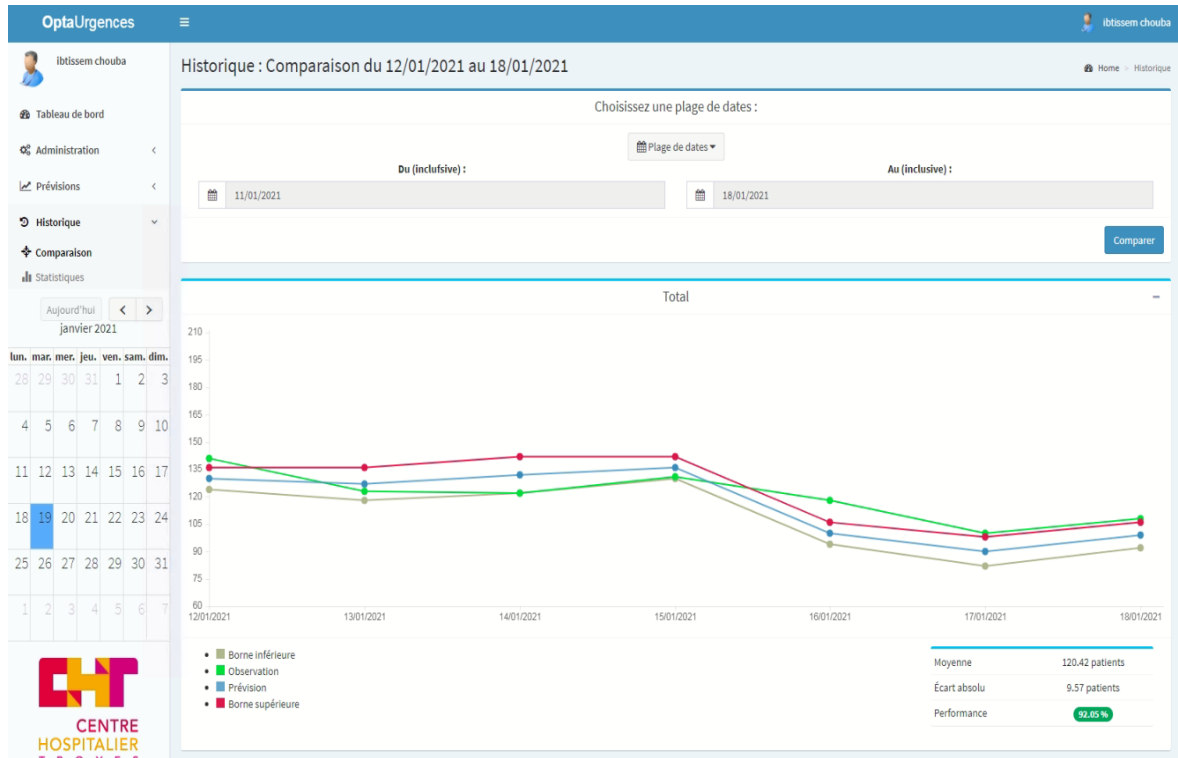 OptaUrgences
ibtissem chouba
ibtissem chouba
Tableau de bord
Administration
Prévisions
Historique
Comparaison
Statistiques
Aujourd'hui
janvier 2021
lun. mar. mer. jeu. ven. sam. dim.
28 29 30 31 1 2 3
4 5 6 7 8 9 10
11 12 13 14 15 16 17
18 19 20 21 22 23 24
25 26 27 28 29 30 31
1 2 3 4 5 6 7
CHT
CENTRE
HOSPITALIER
Historique : Comparaison du 12/01/2021 au 18/01/2021
Home > Historique
Choisissez une plage de dates :
Plage de dates
Du (inclufsive) : Au (inclusive) :
11/01/2021 18/01/2021
Comparer
Total
210
195
180
165
150
135
120
105
90
75
60
12/01/2021 13/01/2021 14/01/2021 15/01/2021 16/01/2021 17/01/2021 18/01/2021
Borne inférieure
Observation
Prévision
Borne supérieure
Moyenne 120.42 patients
Écart absolu 9.57 patients
Performance 92.05 %